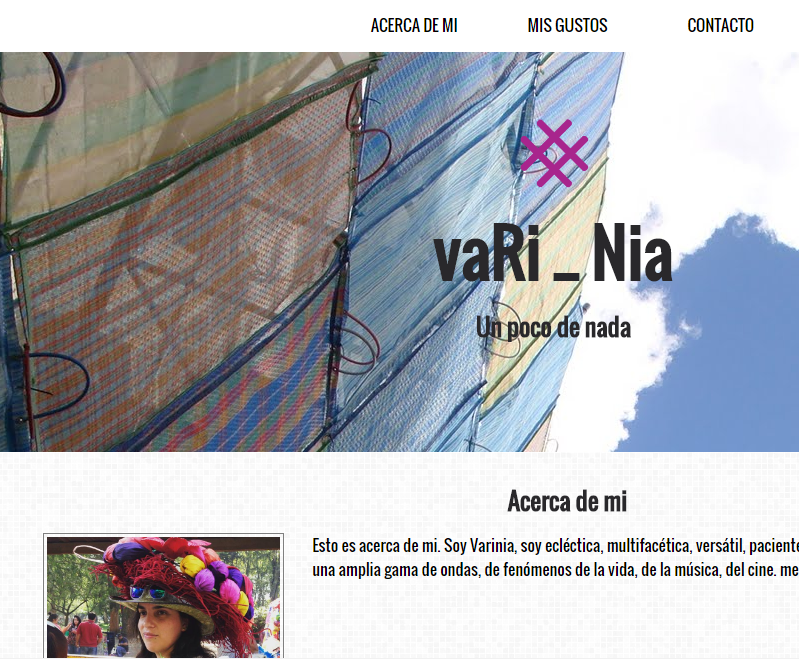 ACERCA DE MI MIS GUSTOS CONTACTO
vaRi _ Nia
Un poco de nada
Acerca de mi
Esto es acerca de mi. Soy Varinia, soy ecléctica, multifacética, versátil, paciente
una amplia gama de ondas, de fenómenos de la vida, de la música, del cine. me